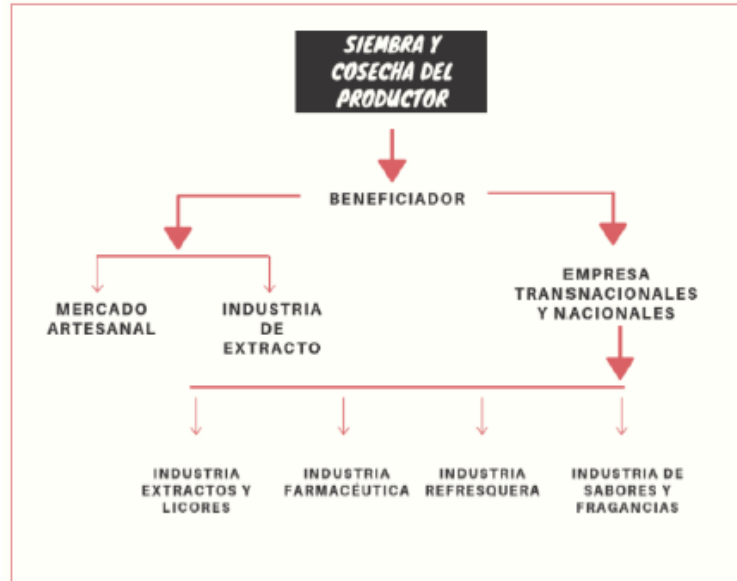 SIEMBRA Y
COSECHA DEL
PRODUCTOR
BENEFICIADOR
MERCADO
ARTESANAL
INDUSTRIA
DE
EXTRACTO
EMPRESA
TRANSNACIONALES
Y NACIONALES
INDUSTRIA
EXTRACTOS Y
LICORES
INDUSTRIA
FARMACÉUTICA
INDUSTRIA
REFRESQUERA
INDUSTRIA DE
SABORES Y
FRAGANCIAS